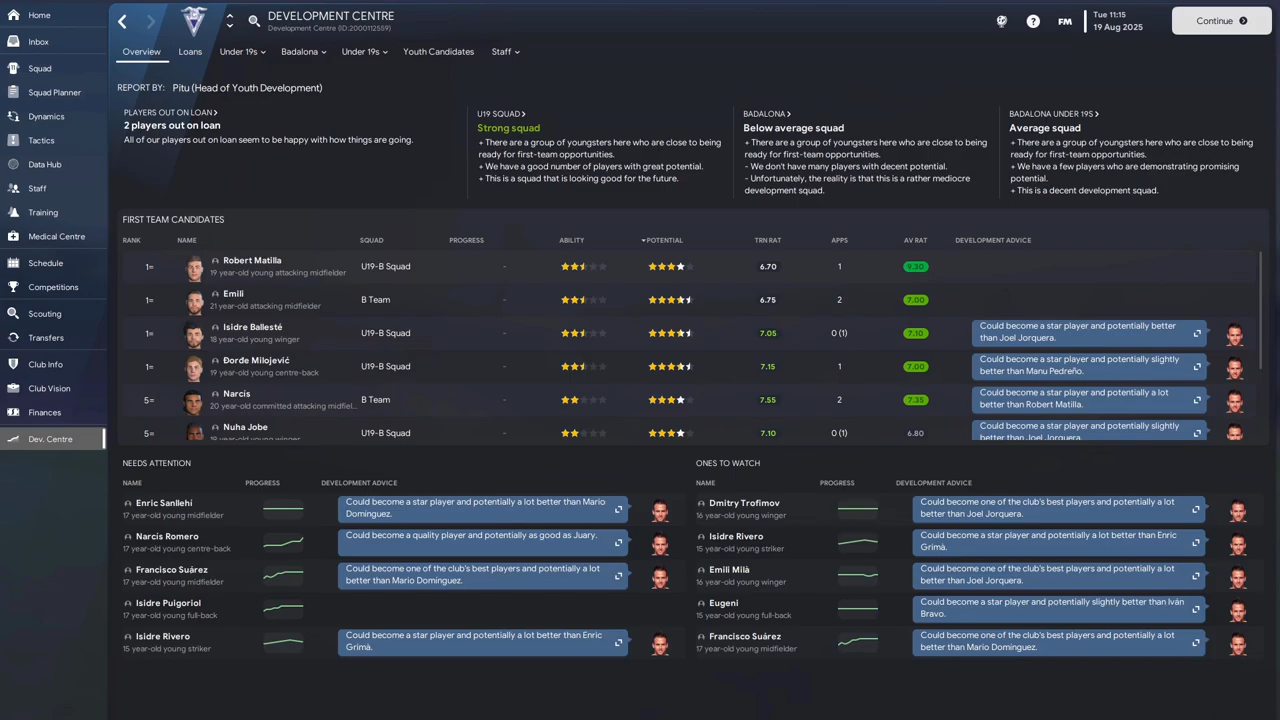 Home
Inbox
Squad
Squad Planner
Dynamics
Tactics
Data Hub
Staff
Training
Medical Centre
Schedule
Competitions
Scouting
Transfers
Club Info
Club Vision
Finances
Dev. Centre
DEVELOPMENT CENTRE
Development Centre (ID:2000112559)
? FM
Tue 11:15
19 Aug 2025
Continue
Overview Loans Under 19s Badalona Under 19s Youth Candidates Staff
REPORT BY: Pitu (Head of Youth Development)
PLAYERS OUT ON LOAN >
2 players out on loan
All of our players out on loan seem to be happy with how things are going.
U19 SQUAD >
Strong squad
+ There are a group of youngsters here who are close to being
ready for first-team opportunities.
+ We have a good number of players with great potential.
+ This is a squad that is looking good for the future.
BADALONA >
Below average squad
+ There are a group of youngsters here who are close to being
ready for first-team opportunities.
- We don't have many players with decent potential.
- Unfortunately, the reality is that this is a rather mediocre
development squad.
BADALONA UNDER 19S >
Average squad
+ There are a group of youngsters here who are close to being
ready for first-team opportunities.
+ We have a few players who are demonstrating promising
potential.
+ This is a decent development squad.
FIRST TEAM CANDIDATES
RANK NAME SQUAD PROGRESS ABILITY POTENTIAL TRN RAT APPS AV RAT DEVELOPMENT ADVICE
1= Robert Matilla U19-B Squad - 6.70 1 9.30
19 year-old young attacking midfielder
1= Emili B Team - 6.75 2 7.00
21 year-old attacking midfielder
1= Isidre Ballesté U19-B Squad - 7.05 0 (1) 7.10 Could become a star player and potentially better
18 year-old young winger than Joel Jorquera.
1= Đorđe Milojević U19-B Squad - 7.15 1 7.00 Could become a star player and potentially slightly
19 year-old young centre-back better than Manu Pedreño.
5= Narcis B Team - 7.55 2 7.35 Could become a star player and potentially a lot
20 year-old committed attacking midfiel... better than Robert Matilla.
5= Nuha Jobe U19-B Squad - 7.10 0 (1) 6.80 Could become a star player and potentially slightly
19 year-old young winger better than Joel Jorquera.
NEEDS ATTENTION
NAME PROGRESS DEVELOPMENT ADVICE
Enric Sanllehí Could become a star player and potentially a lot better than Mario
17 year-old young midfielder Domínguez.
Narcís Romero Could become a quality player and potentially as good as Juary.
17 year-old young centre-back
Francisco Suárez Could become one of the club's best players and potentially a lot
17 year-old young midfielder better than Mario Domínguez.
Isidre Puigoriol
17 year-old young full-back
Isidre Rivero Could become a star player and potentially a lot better than Enric
15 year-old young striker Grimà.
ONES TO WATCH
NAME PROGRESS DEVELOPMENT ADVICE
Dmitry Trofimov Could become one of the club's best players and potentially a lot
16 year-old young winger better than Joel Jorquera.
Isidre Rivero Could become a star player and potentially a lot better than Enric
15 year-old young striker Grimà.
Emili Milà Could become one of the club's best players and potentially a lot
16 year-old young winger better than Joel Jorquera.
Eugeni Could become a star player and potentially slightly better than Iván
15 year-old young full-back Bravo.
Francisco Suárez Could become one of the club's best players and potentially a lot
17 year-old young midfielder better than Mario Domínguez.